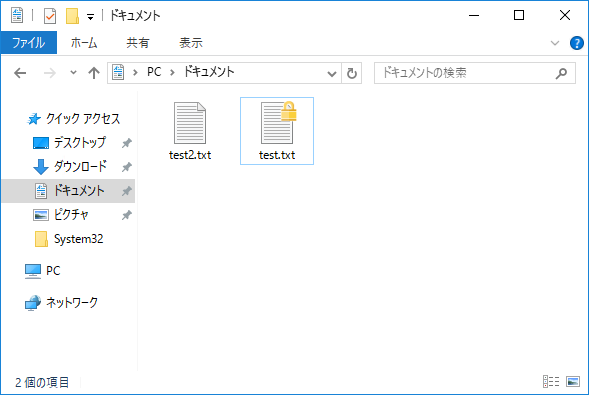 ドキュメント
ファイル ホーム 共有 表示
PC ドキュメント ドキュメントの検索
クイック アクセス
デスクトップ
ダウンロード
ドキュメント
ピクチャ
System32
PC
ネットワーク
test2.txt test.txt
2 個の項目